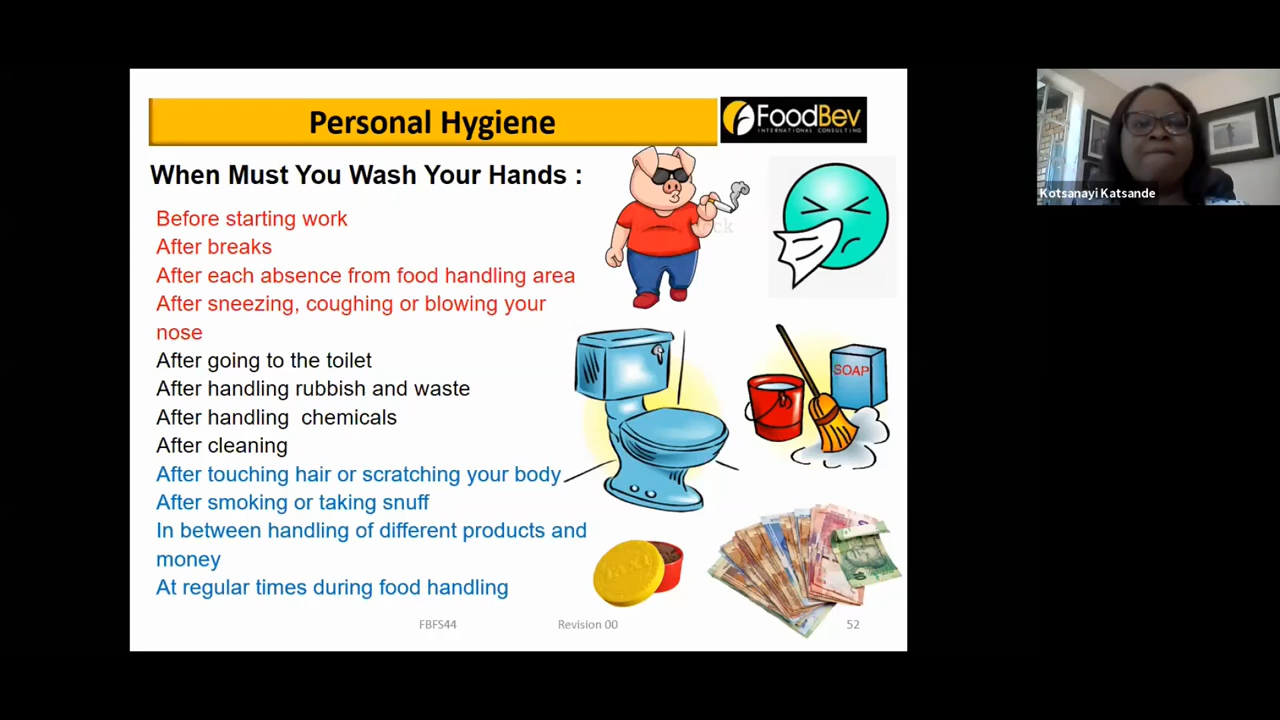 Personal Hygiene
FoodBev
INTERNATIONAL CONSULTING
When Must You Wash Your Hands :
Before starting work
After breaks
After each absence from food handling area
After sneezing, coughing or blowing your
nose
After going to the toilet
After handling rubbish and waste
After handling  chemicals
After cleaning
After touching hair or scratching your body
After smoking or taking snuff
In between handling of different products and
money
At regular times during food handling
SOAP
FBFS44
Revision 00
52
Kotsanayi Katsande